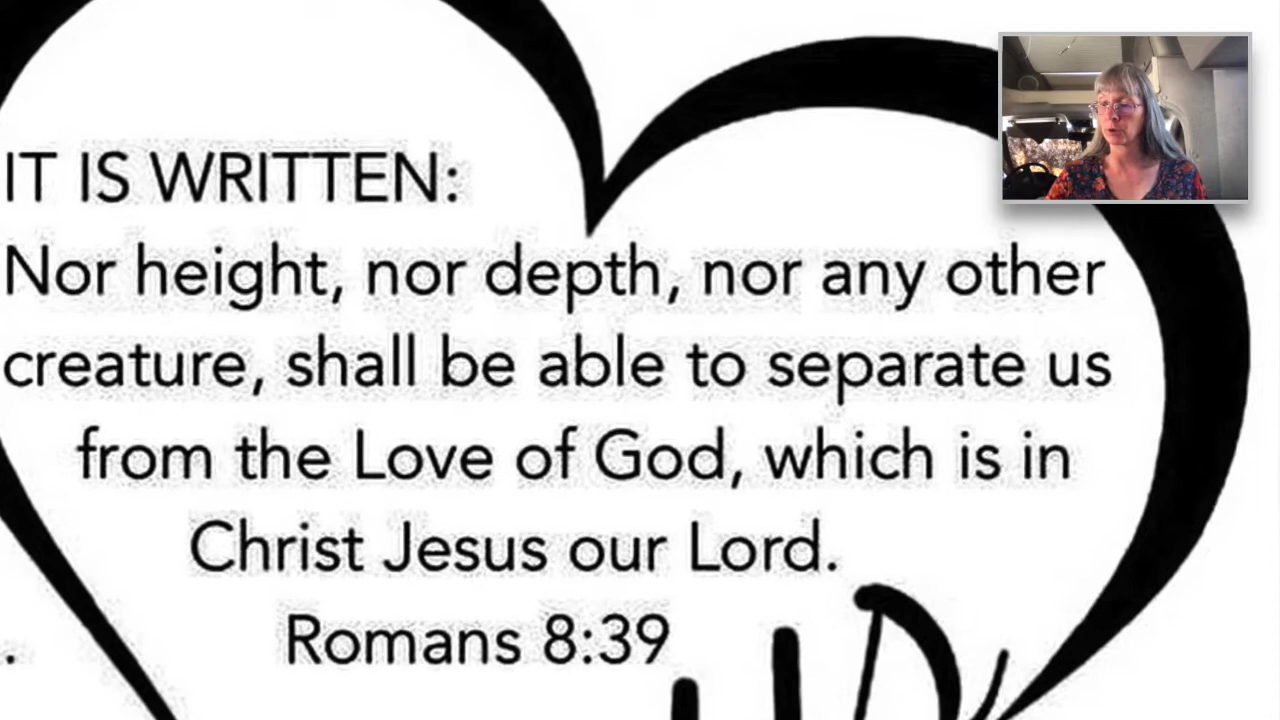 IT IS WRITTEN:
Nor height, nor depth, nor any other
creature, shall be able to separate us
from the Love of God, which is in
Christ Jesus our Lord.
Romans 8:39